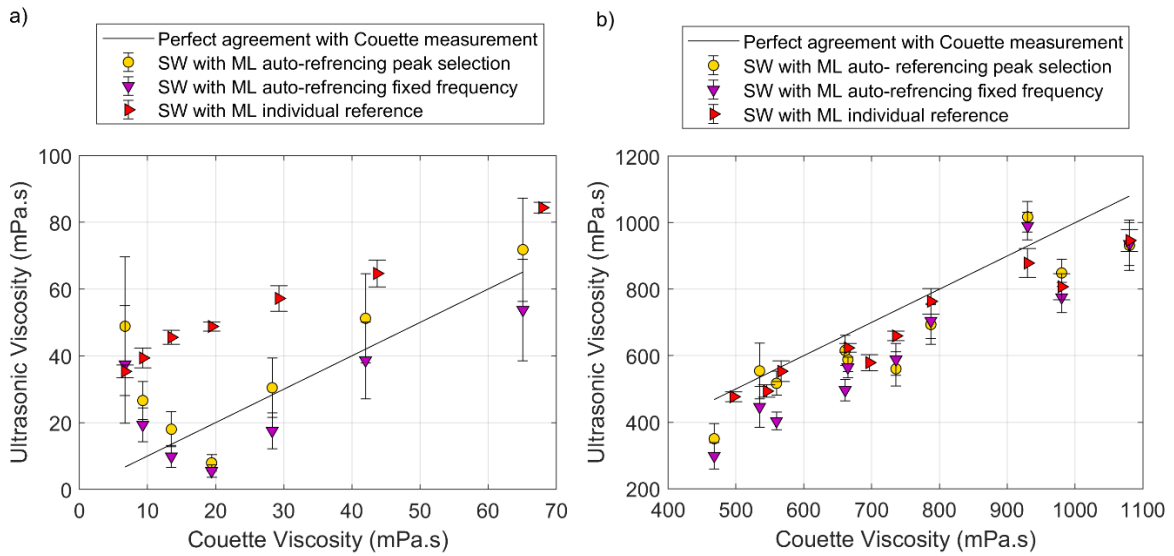 a)
Perfect agreement with Couette measurement
SW with ML auto-refrencing peak selection
SW with ML auto-refrencing fixed frequency
SW with ML individual reference
100
80
60
40
20
0
Ultrasonic Viscosity (mPa.s)
0 10 20 30 40 50 60 70
Couette Viscosity (mPa.s)
b)
Perfect agreement with Couette measurement
SW with ML auto- referencing peak selection
SW with ML auto-refrencing fixed frequency
SW with ML individual reference
1200
1000
800
600
400
200
Ultrasonic Viscosity (mPa.s)
400 500 600 700 800 900 1000 1100
Couette Viscosity (mPa.s)